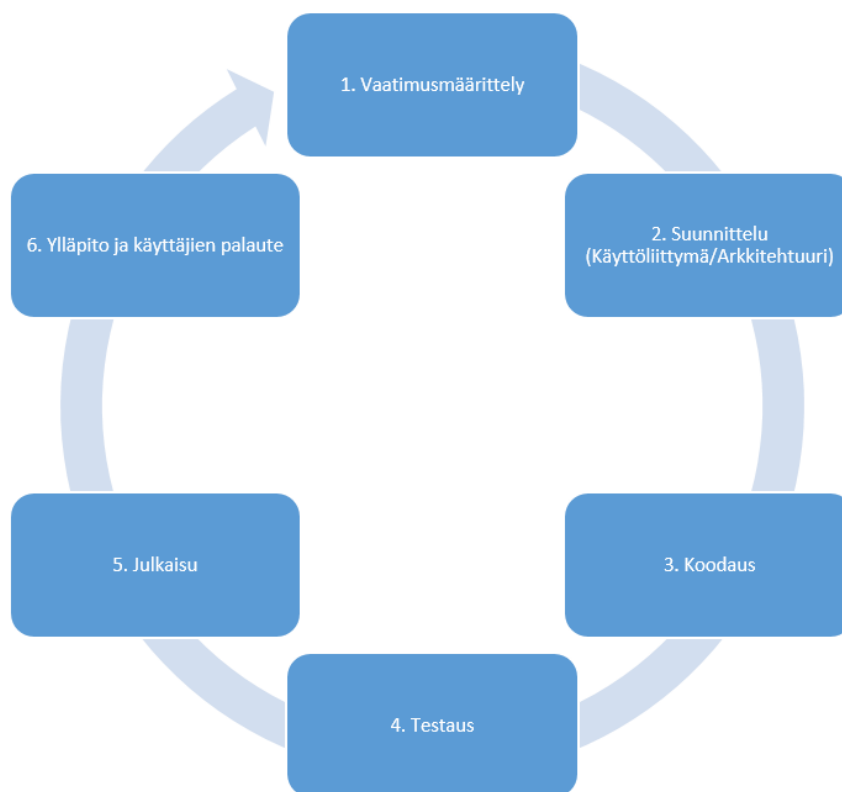 1. Vaatimusmäärittely
2. Suunnittelu
(Käyttöliittymä/Arkkitehtuuri)
3. Koodaus
4. Testaus
5. Julkaisu
6. Ylläpito ja käyttäjien palaute